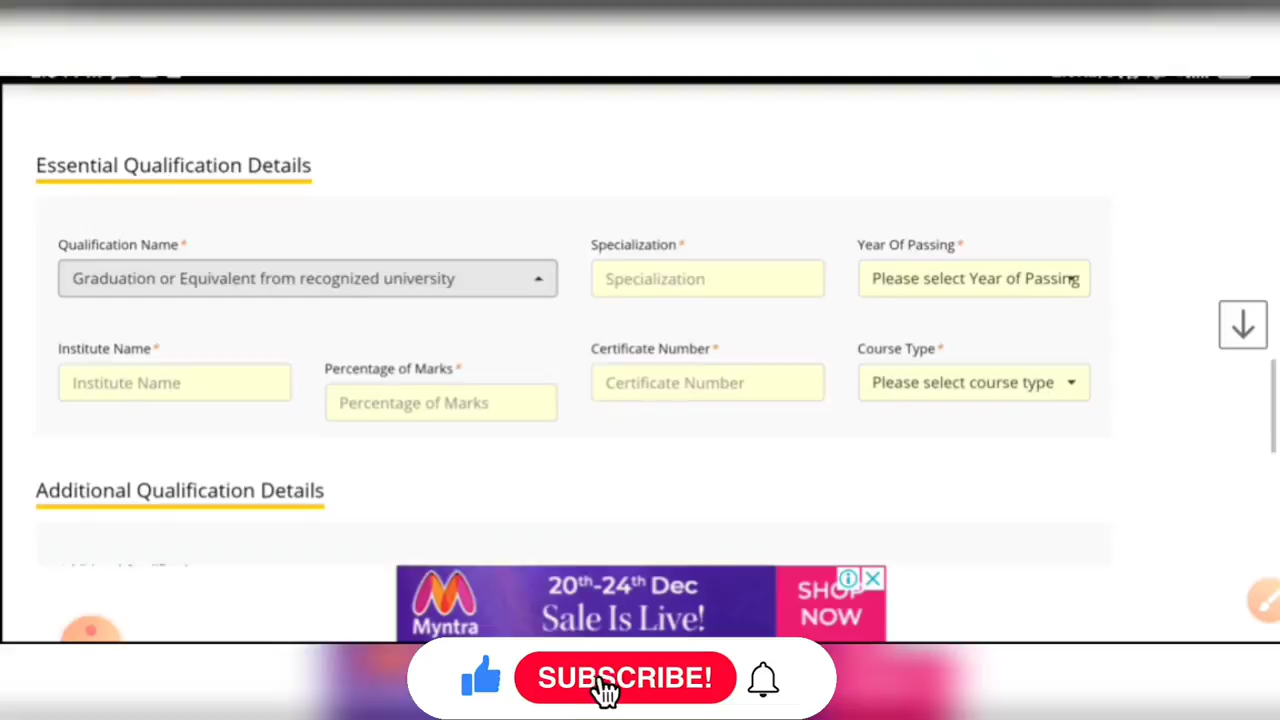 Essential Qualification Details
Qualification Name*
Specialization*
Year Of Passing*
Graduation or Equivalent from recognized university
Specialization
Please select Year of Passing
Institute Name*
Percentage of Marks*
Certificate Number*
Course Type*
Institute Name
Percentage of Marks
Certificate Number
Please select course type
Additional Qualification Details
Myntra
20th-24th Dec
Sale Is Live!
SHOP
NOW
SUBSCRIBE!